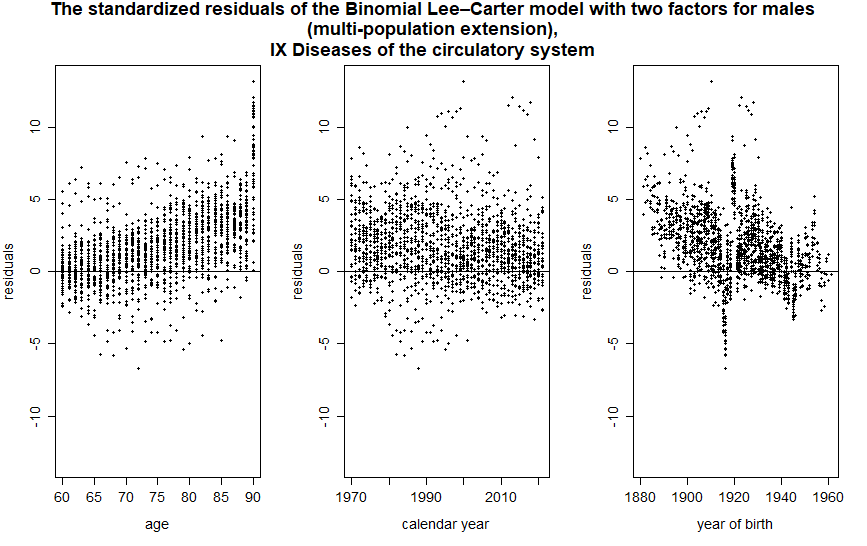 The standardized residuals of the Binomial Lee–Carter model with two factors for males
(multi-population extension),
IX Diseases of the circulatory system
residuals
10
5
0
-5
-10
60 65 70 75 80 85 90
age
residuals
10
5
0
-5
-10
1970 1990 2010
calendar year
residuals
10
5
0
-5
-10
1880 1900 1920 1940 1960
year of birth